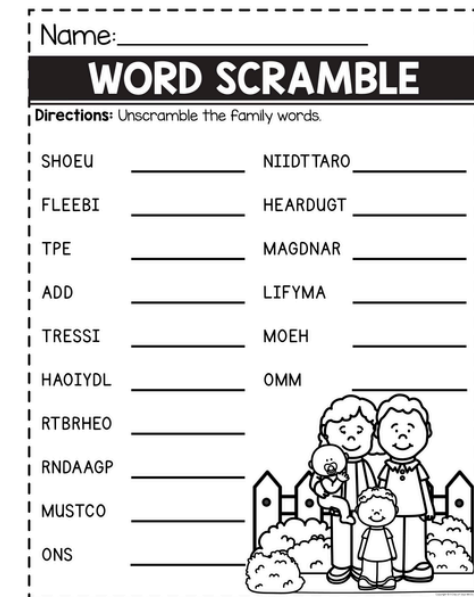 Name:
WORD SCRAMBLE
Directions: Unscramble the family words.
SHOEU
FLEEBI
TPE
ADD
TRESSI
HAOIYDL
RTBRHEO
RNDAAGP
MUSTCO
ONS
NIIDTTARO
HEARDUGT
MAGDNAR
LIFYMA
MOEH
OMM